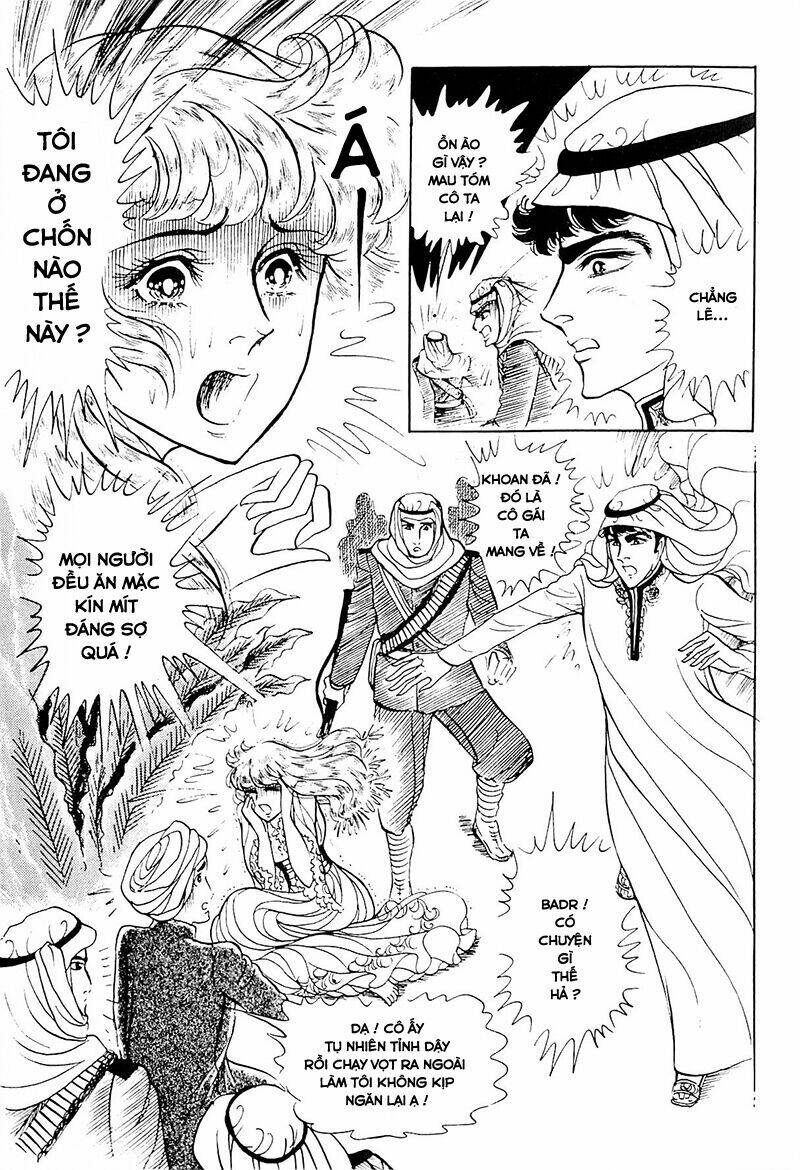 ỒN ÀO
GÌ VẬY ?
MAU TÓM
CÔ TA
LẠI !
CHẲNG
LẼ...
Á
!
TÔI
ĐANG
Ở
CHỐN
NÀO
THẾ
NÀY ?
KHOAN ĐÃ !
ĐÓ LÀ
CÔ GÁI
TA
MANG VỀ !
MỌI NGƯỜI
ĐỀU ĂN MẶC
KÍN MÍT
ĐÁNG SỢ
QUÁ !
BADR !
CÓ
CHUYỆN
GÌ
THẾ
HẢ ?
DẠ ! CÔ ẤY
TỰ NHIÊN TỈNH DẬY
RỒI CHẠY VỌT RA NGOÀI
LÀM TÔI KHÔNG KỊP
NGĂN LẠI Ạ !